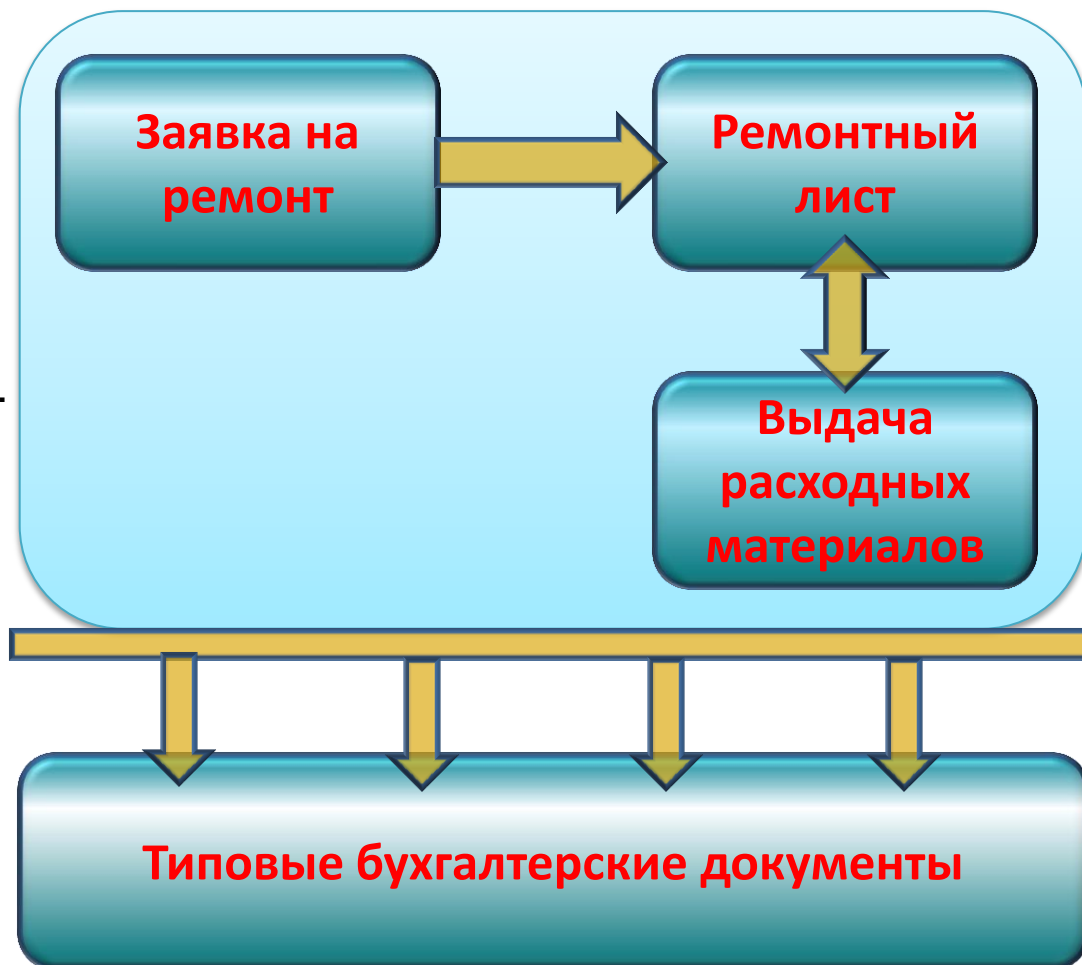 Заявка на
ремонт
Ремонтный
лист
Выдача
расходных
материалов
Типовые бухгалтерские документы